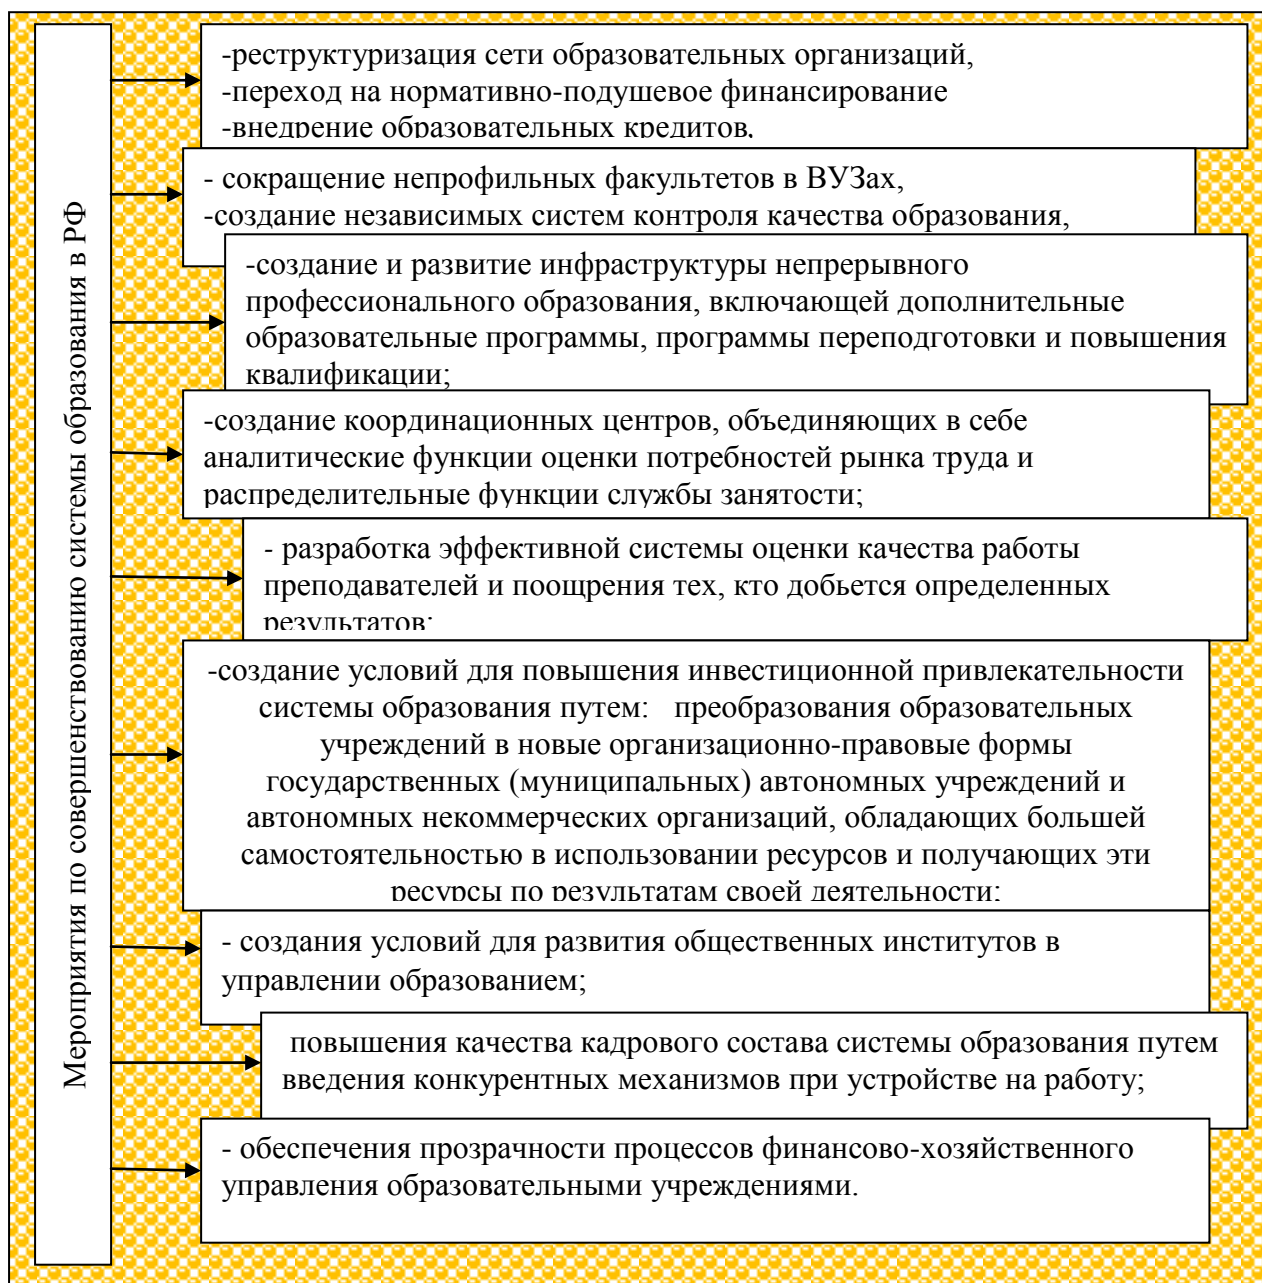 Мероприятия по совершенствованию системы образования в РФ
-реструктуризация сети образовательных организаций,
-переход на нормативно-подушевое финансирование
-внедрение образовательных кредитов,
- сокращение непрофильных факультетов в ВУЗах,
-создание независимых систем контроля качества образования,
-создание и развитие инфраструктуры непрерывного
профессионального образования, включающей дополнительные
образовательные программы, программы переподготовки и повышения
квалификации;
-создание координационных центров, объединяющих в себе
аналитические функции оценки потребностей рынка труда и
распределительные функции службы занятости;
- разработка эффективной системы оценки качества работы
преподавателей и поощрения тех, кто добьется определенных
результатов;
-создание условий для повышения инвестиционной привлекательности
системы образования путем: преобразования образовательных
учреждений в новые организационно-правовые формы
государственных (муниципальных) автономных учреждений и
автономных некоммерческих организаций, обладающих большей
самостоятельностью в использовании ресурсов и получающих эти
ресурсы по результатам своей деятельности;
- создания условий для развития общественных институтов в
управлении образованием;
повышения качества кадрового состава системы образования путем
введения конкурентных механизмов при устройстве на работу;
- обеспечения прозрачности процессов финансово-хозяйственного
управления образовательными учреждениями.